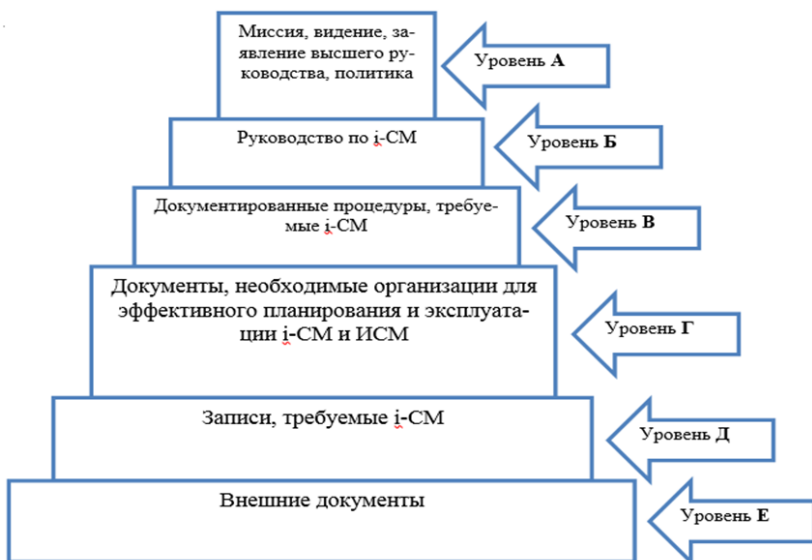 Миссия, видение, за-
явление высшего ру-
ководства, политика
Уровень А
Руководство по i-СМ
Уровень Б
Документированные процедуры, требуе-
мые i-СМ
Уровень В
Документы, необходимые организации для
эффективного планирования и эксплуата-
ции i-СМ и ИСМ
Уровень Г
Записи, требуемые i-СМ
Уровень Д
Внешние документы
Уровень Е